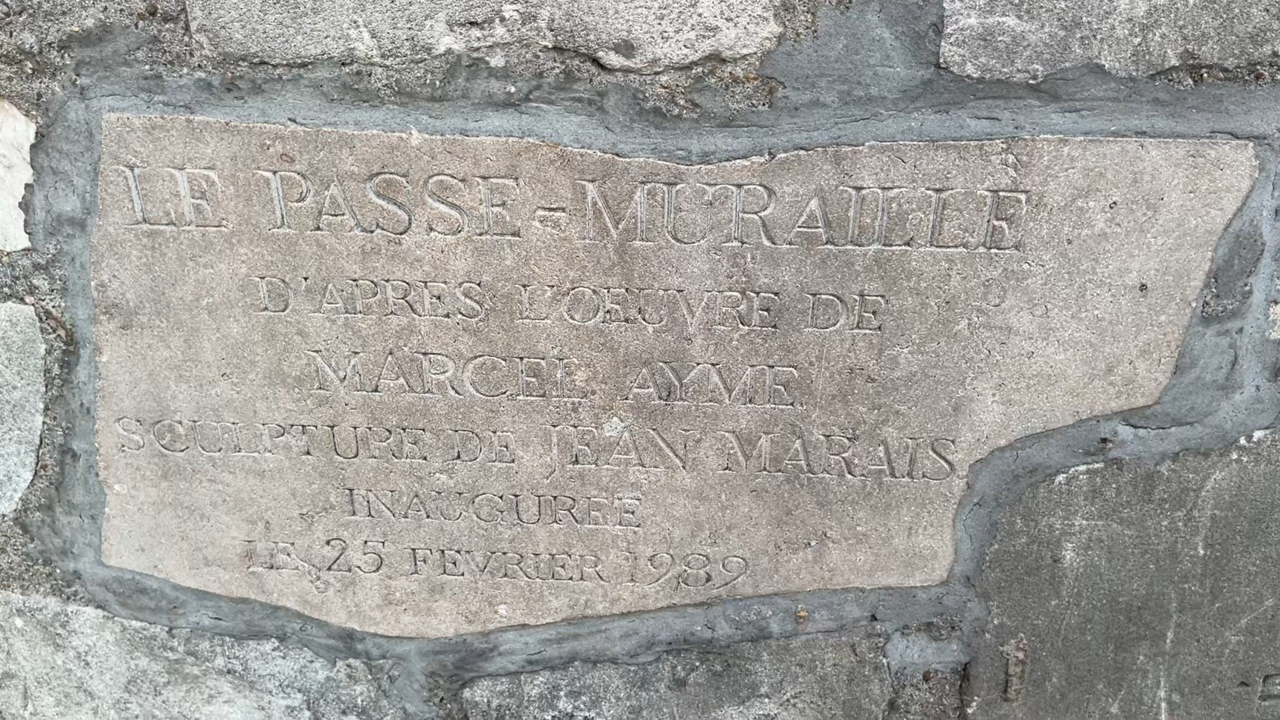 LE PASSE-MURAILLE
D'APRES L'OEUVRE DE
MARCEL AYME
SCULPTURE DE JEAN MARAIS
INAUGUREE
LE 25 FEVRIER 1989